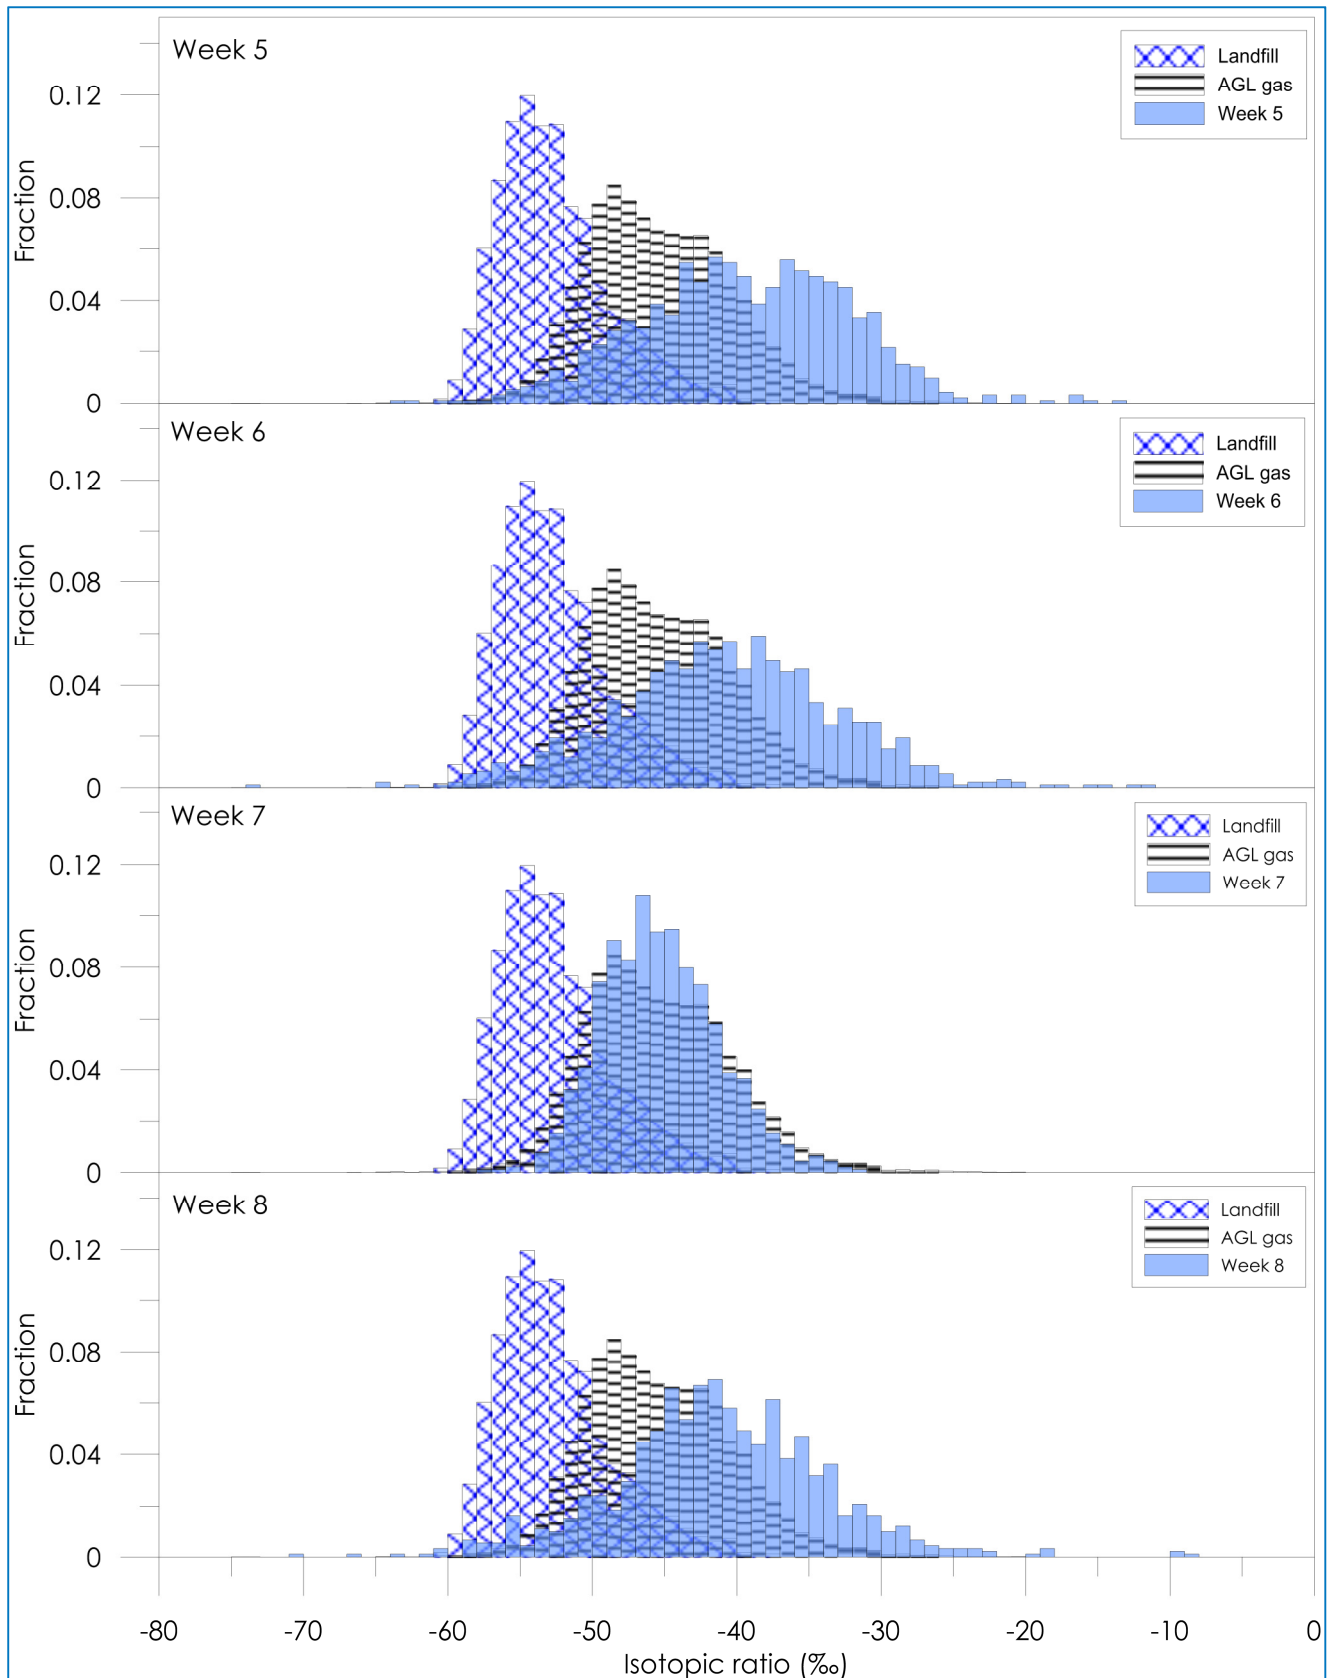 Week 5
Landfill
AGL gas
Week 5
0.12
0.08
0.04
0
Fraction
Week 6
Landfill
AGL gas
Week 6
0.12
0.08
0.04
0
Fraction
Week 7
Landfill
AGL gas
Week 7
0.12
0.08
0.04
0
Fraction
Week 8
Landfill
AGL gas
Week 8
0.12
0.08
0.04
0
Fraction
-80 -70 -60 -50 -40 -30 -20 -10 0
Isotopic ratio (‰)